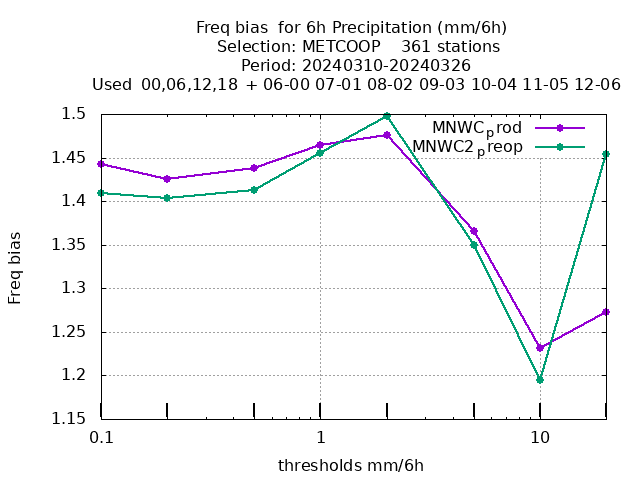 Freq bias  for 6h Precipitation (mm/6h)
Selection: METCOOP    361 stations
Period: 20240310-20240326
Used  00,06,12,18  + 06-00 07-01 08-02 09-03 10-04 11-05 12-06
MNWCprod
MNWC2preop
1.5
1.45
1.4
1.35
1.3
1.25
1.2
1.15
Freq bias
0.1 1 10
thresholds mm/6h